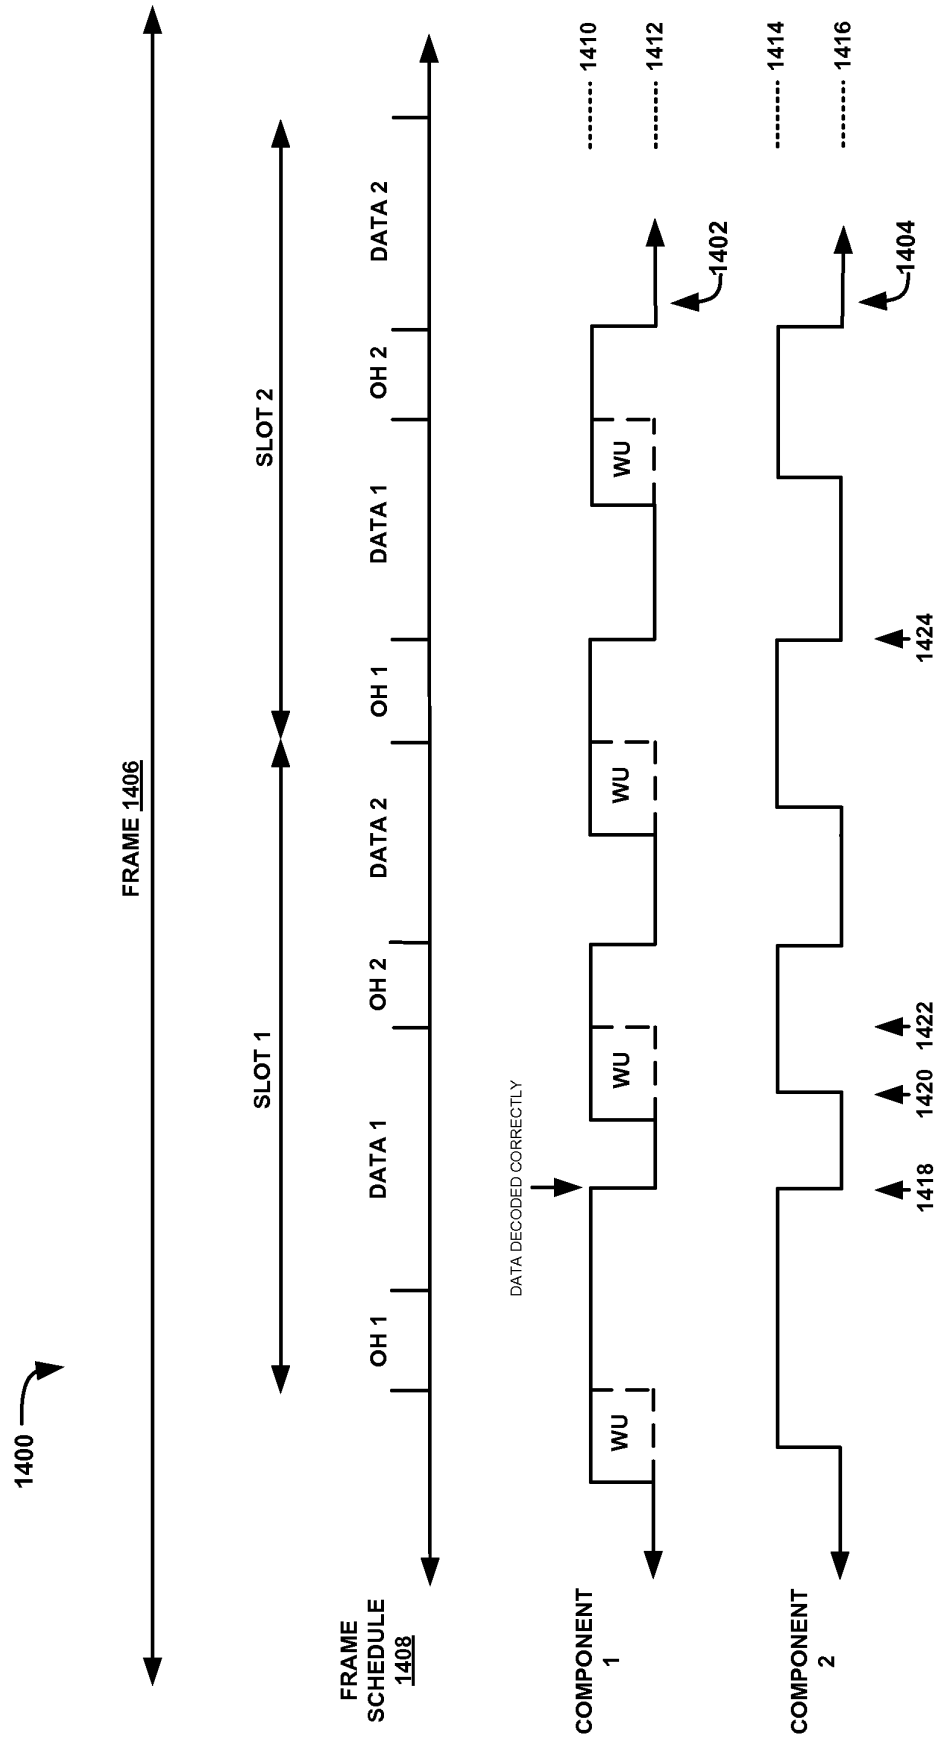 1400
FRAME 1406
SLOT 1
SLOT 2
FRAME
SCHEDULE
1408
OH 1
DATA 1
OH 2
DATA 2
OH 1
DATA 1
OH 2
DATA 2
DATA DECODED CORRECTLY
COMPONENT
1
WU
WU
WU
WU
1402
1410
1412
COMPONENT
2
1404
1414
1416
1418
1420
1422
1424